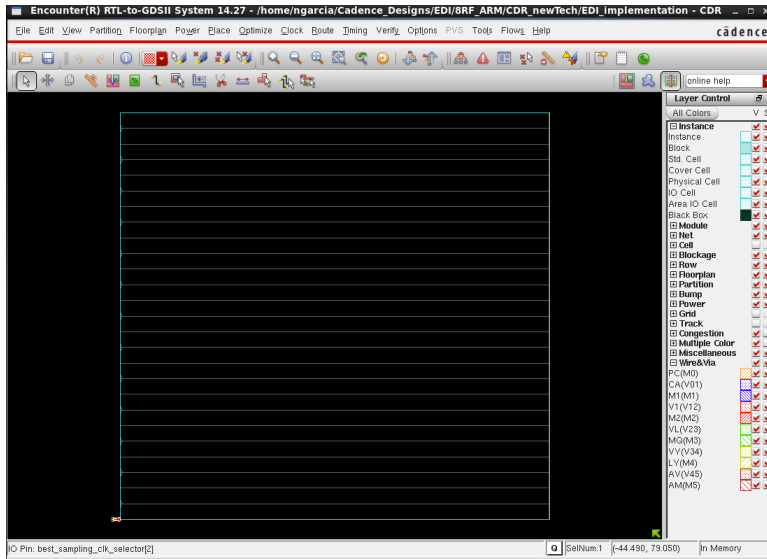 Encounter(R) RTL-to-GDSII System 14.27 - /home/ngarcia/Cadence_Designs/EDI/8RF_ARM/CDR_newTech/EDI_implementation - CDR
File Edit View Partition Floorplan Power Place Optimize Clock Route Timing Verify Options PVS Tools Flows Help
cādence
online help
Layer Control
All Colors V S
Instance
Instance
Block
Std. Cell
Cover Cell
Physical Cell
IO Cell
Area IO Cell
Black Box
Module
Net
Cell
Blockage
Row
Floorplan
Partition
Bump
Power
Grid
Track
Congestion
Multiple Color
Miscellaneous
Wire&Via
PC(M0)
CA(V01)
M1(M1)
V1(V12)
M2(M2)
VL(V23)
MQ(M3)
VY(V34)
LY(M4)
AV(V45)
AM(M5)
IO Pin: best_sampling_clk_selector[2] Q SelNum:1 (-44.490, 79.050) In Memory